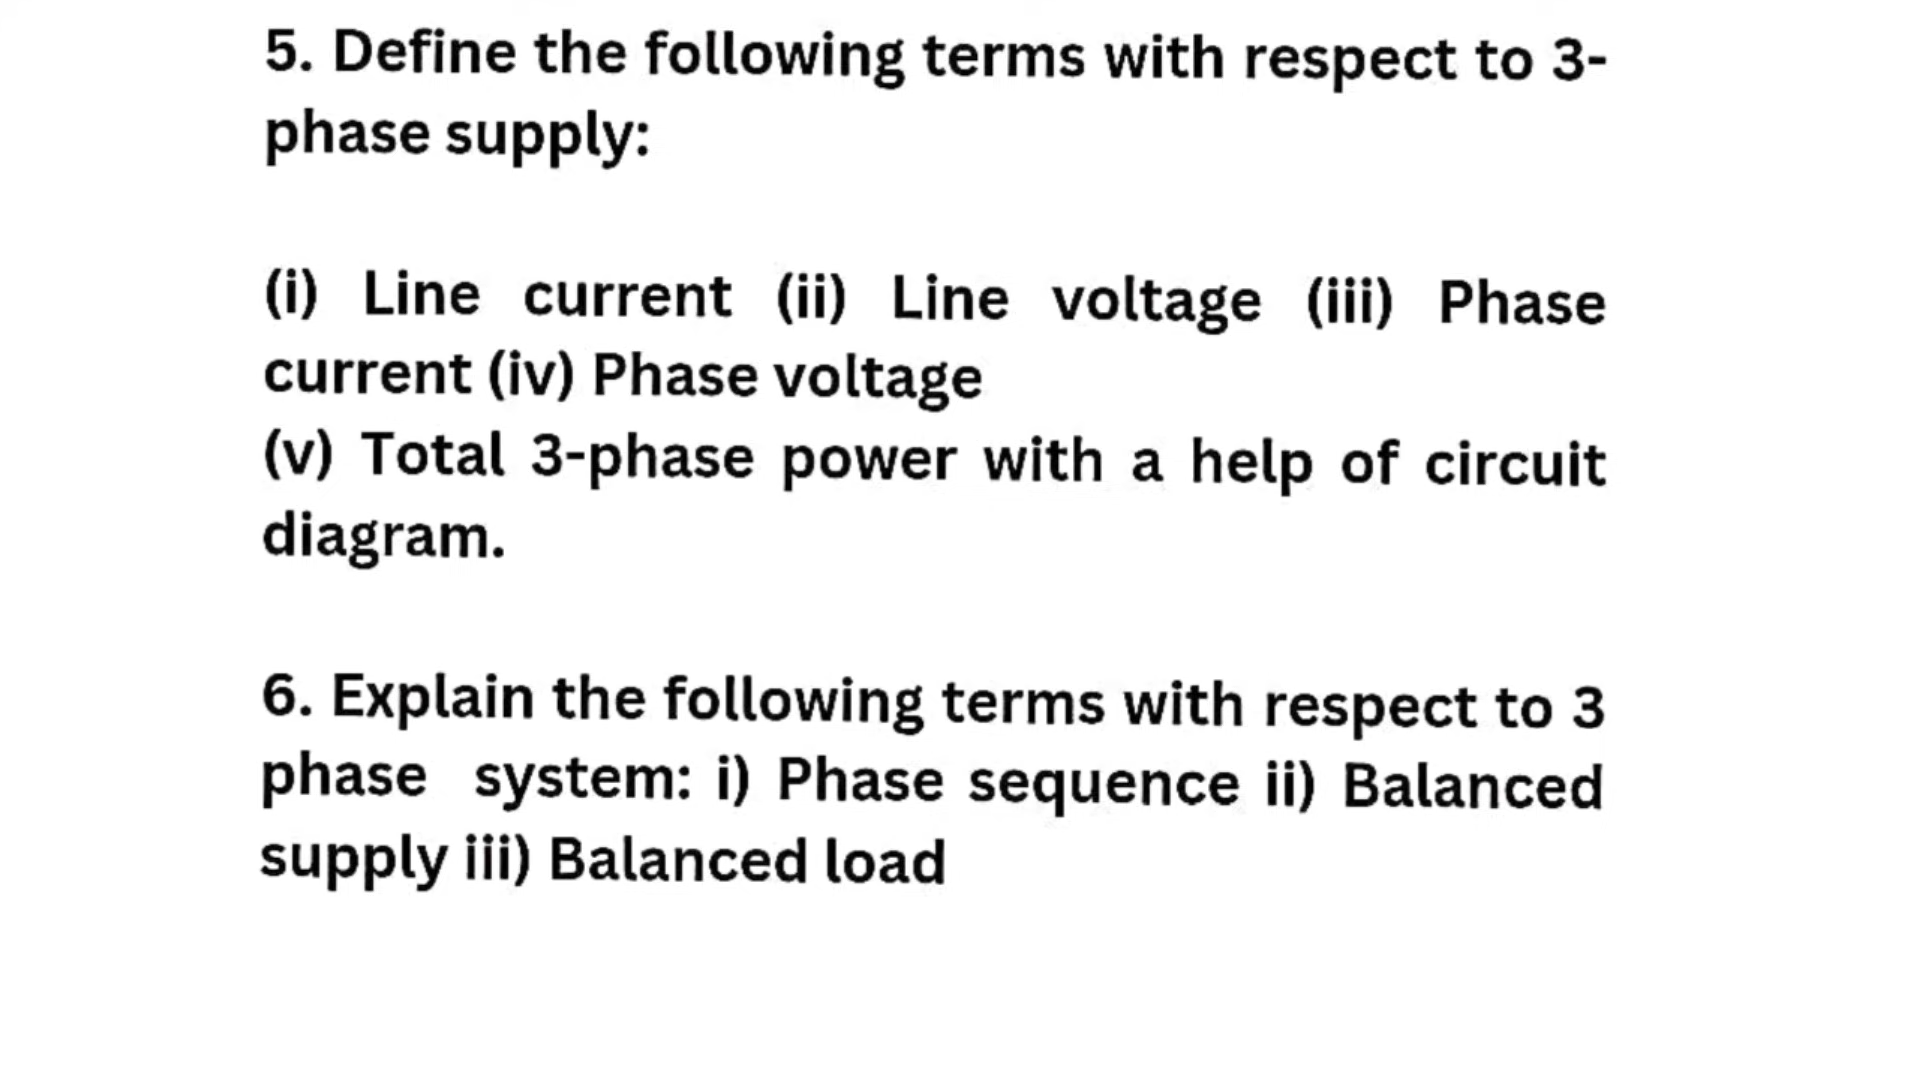 5. Define the following terms with respect to 3-
phase supply:
(i) Line current (ii) Line voltage (iii) Phase
current (iv) Phase voltage
(v) Total 3-phase power with a help of circuit
diagram.
6. Explain the following terms with respect to 3
phase system: i) Phase sequence ii) Balanced
supply iii) Balanced load